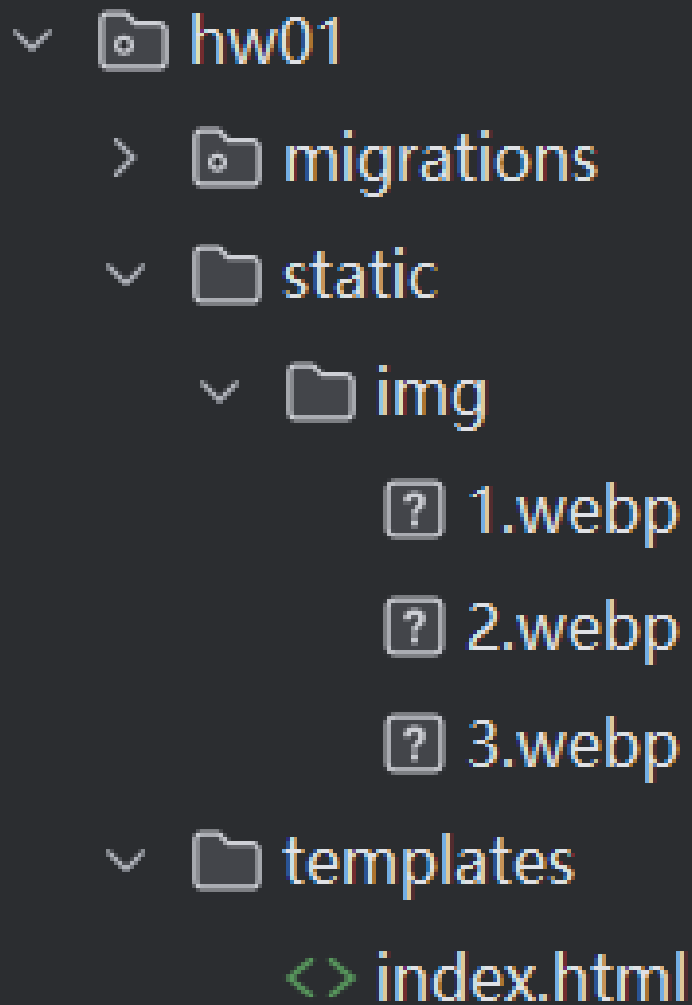 hw01
migrations
static
img
1.webp
2.webp
3.webp
templates
index.html